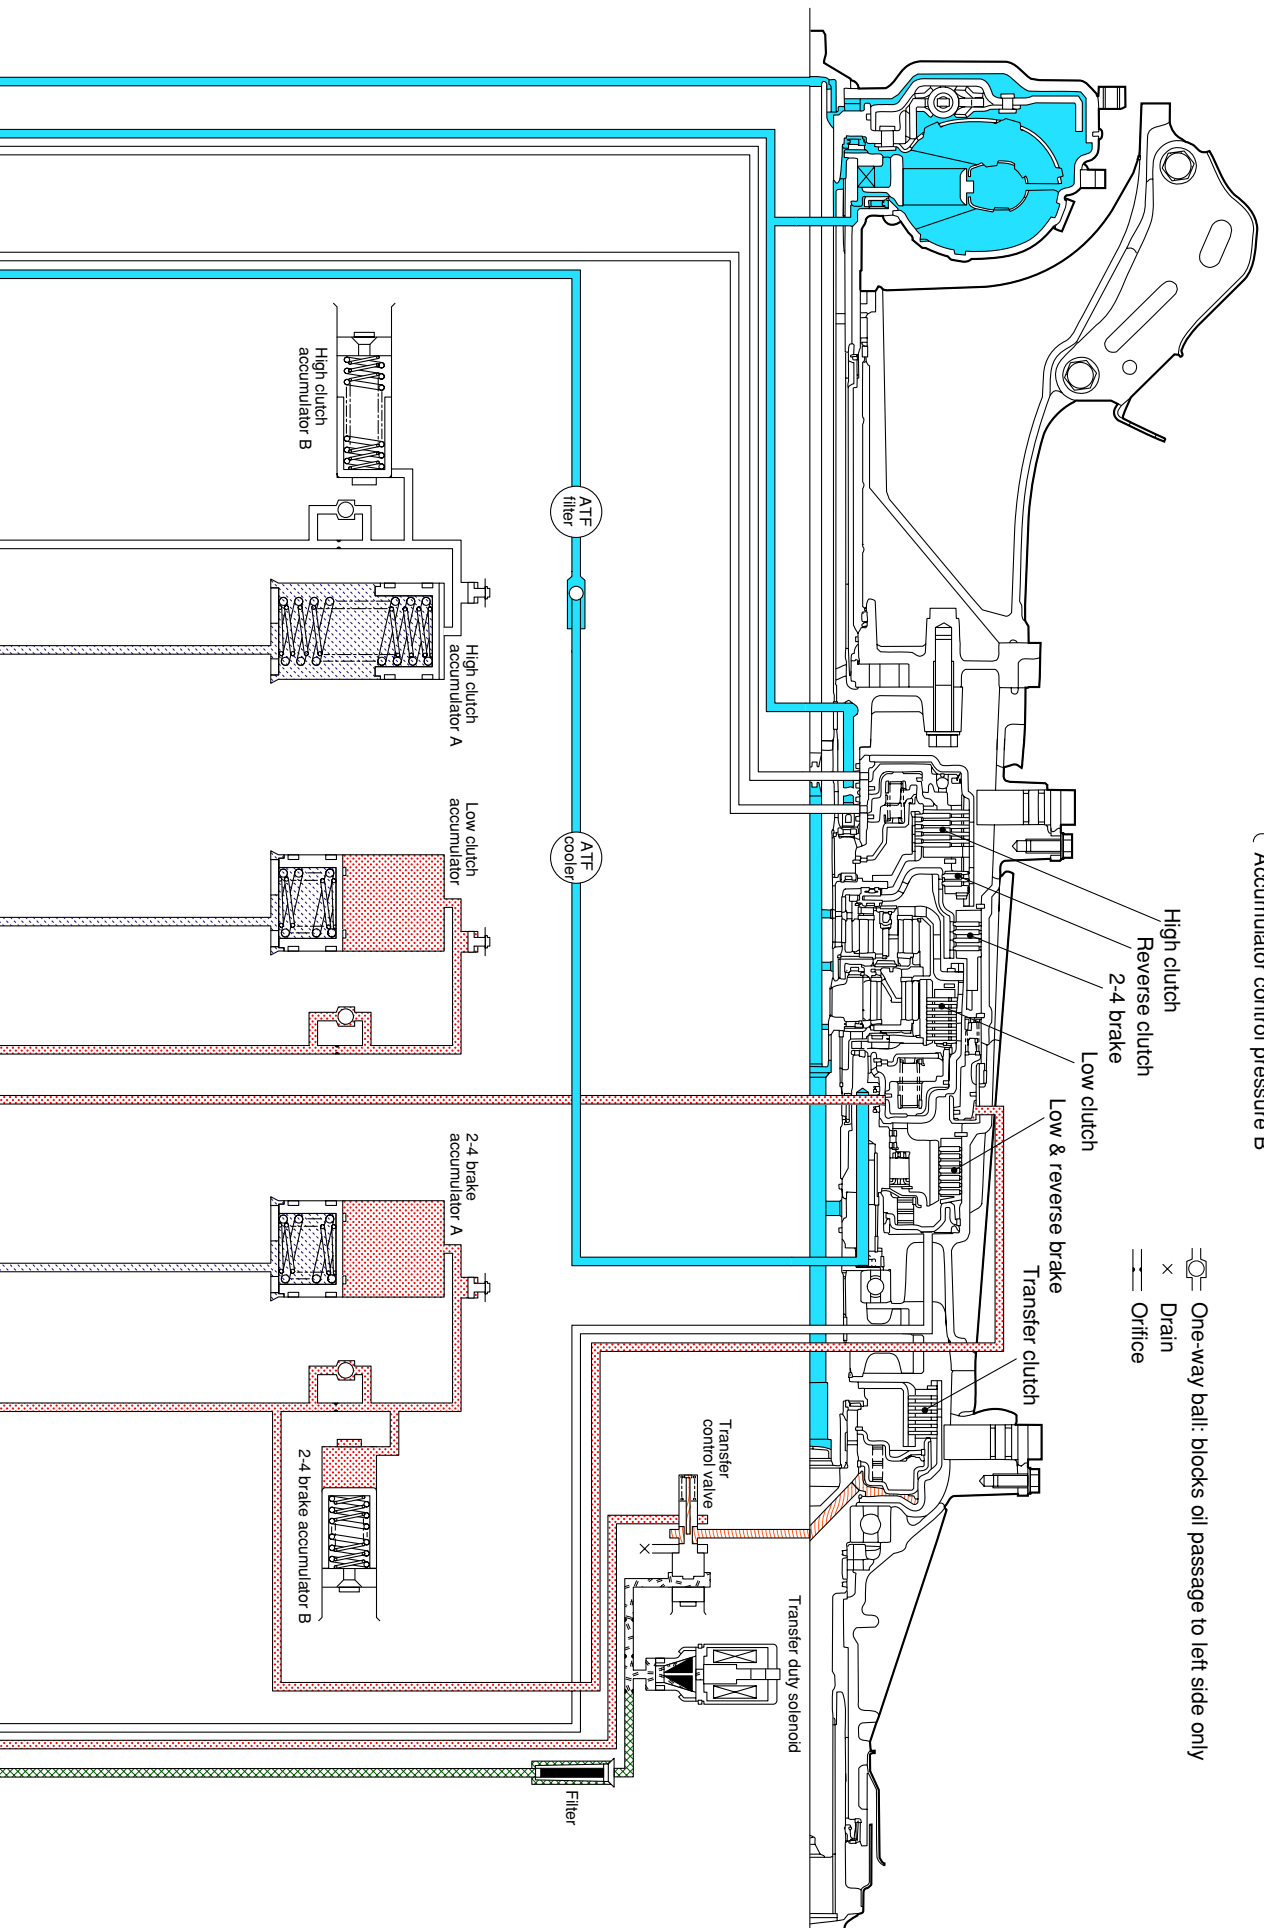 Accumulator control pressure B
One-way ball: blocks oil passage to left side only
Drain
Orifice
High clutch
Reverse clutch
2-4 brake
Low clutch
Low & reverse brake
Transfer clutch
High clutch
accumulator B
ATF
filter
High clutch
accumulator A
Low clutch
accumulator
ATF
cooler
2-4 brake
accumulator A
2-4 brake accumulator B
Transfer
control valve
Transfer duty solenoid
Filter